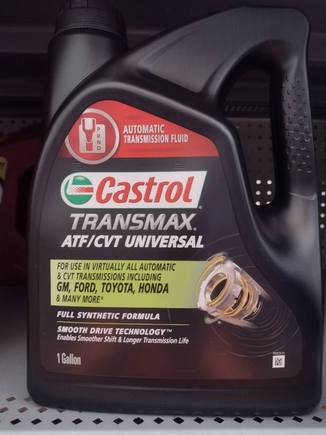 PRND
AUTOMATIC
TRANSMISSION FLUID
Castrol
TRANSMAX
ATF/CVT UNIVERSAL
FOR USE IN VIRTUALLY ALL AUTOMATIC
& CVT TRANSMISSIONS INCLUDING
GM, FORD, TOYOTA, HONDA
& MANY MORE*
FULL SYNTHETIC FORMULA
SMOOTH DRIVE TECHNOLOGY™
Enables Smoother Shift & Longer Transmission Life
1 Gallon